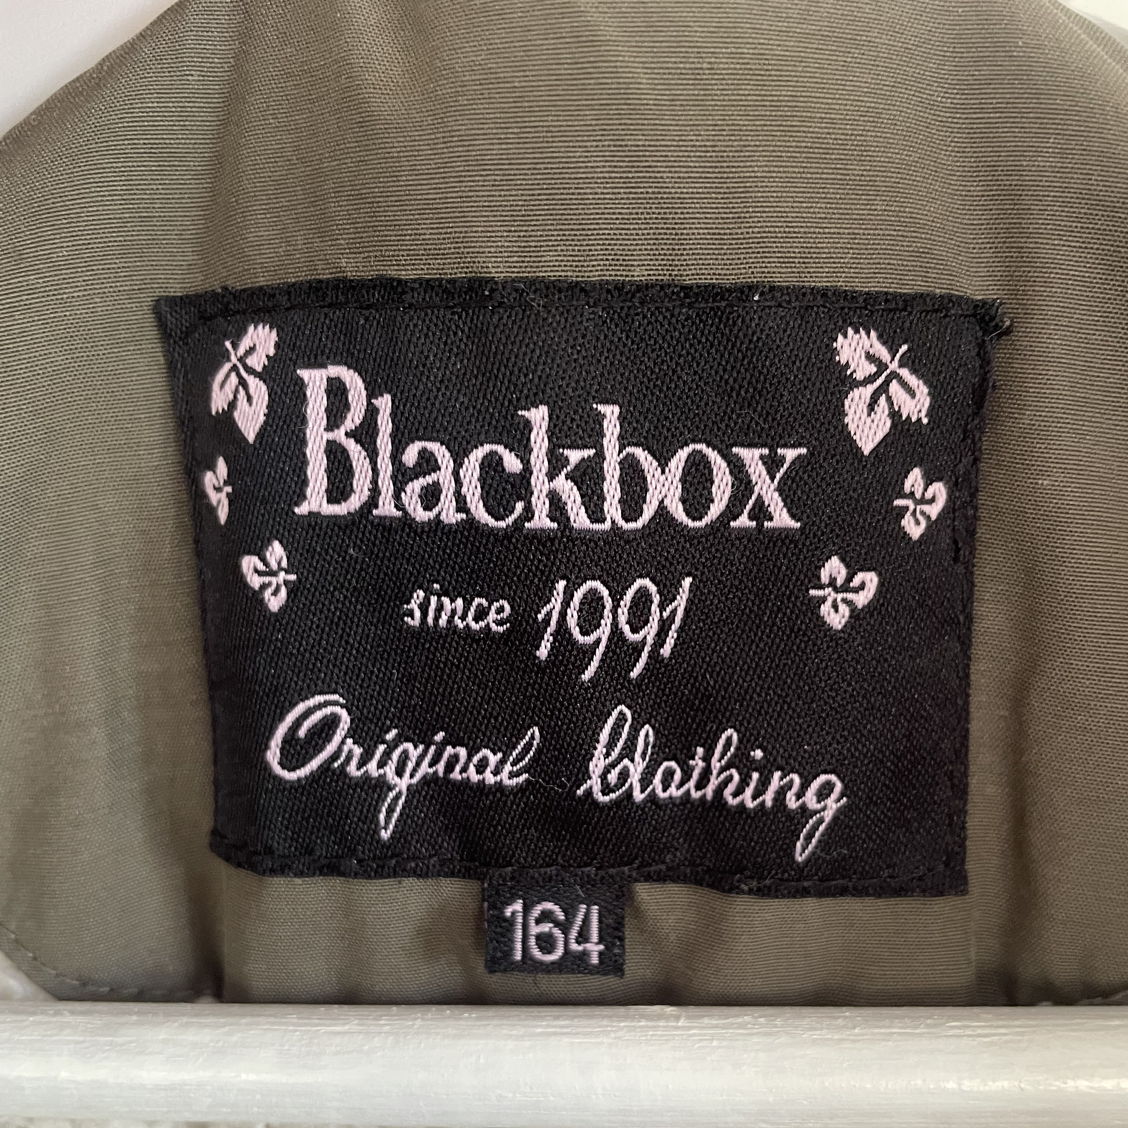 Blackbox
since 1991
Original Clothing
164